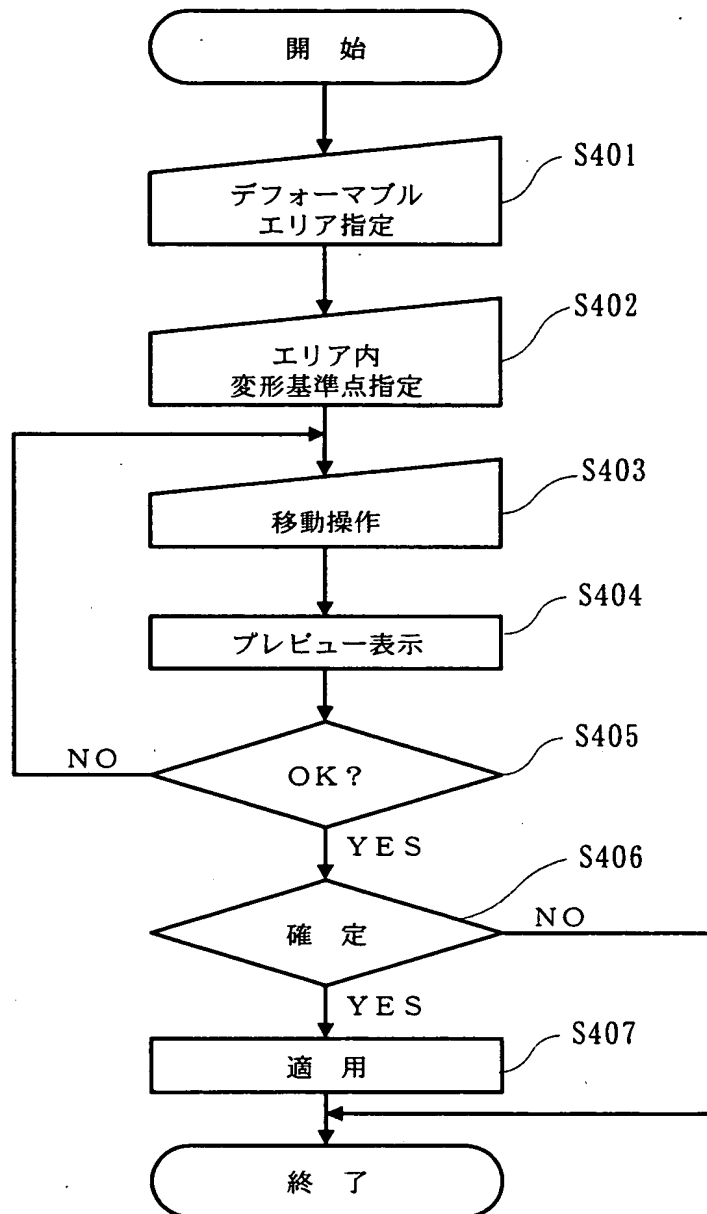 開 始
S401
デフォーマブル
エリア指定
S402
エリア内
変形基準点指定
S403
移動操作
S404
プレビュー表示
S405
NO
OK?
YES
S406
確 定
NO
YES
S407
適 用
終 了